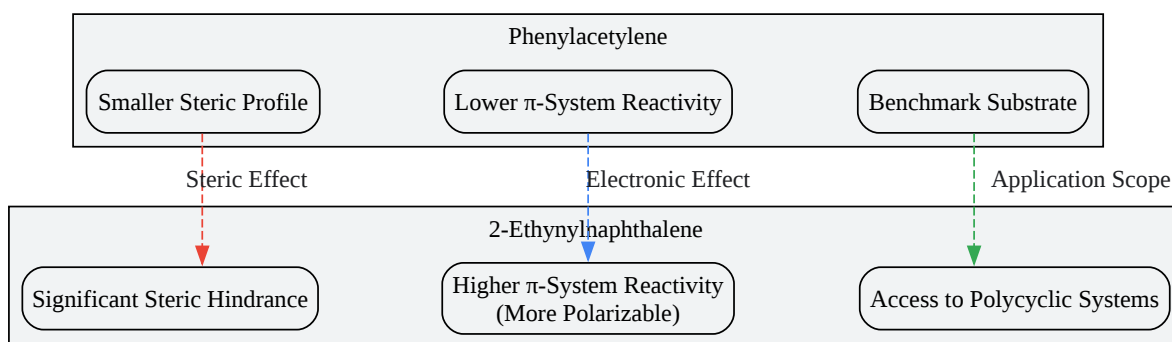 Phenylacetylene
Smaller Steric Profile
Lower π-System Reactivity
Benchmark Substrate
Steric Effect
Electronic Effect
Application Scope
2-Ethynylnaphthalene
Significant Steric Hindrance
Higher π-System Reactivity
(More Polarizable)
Access to Polycyclic Systems